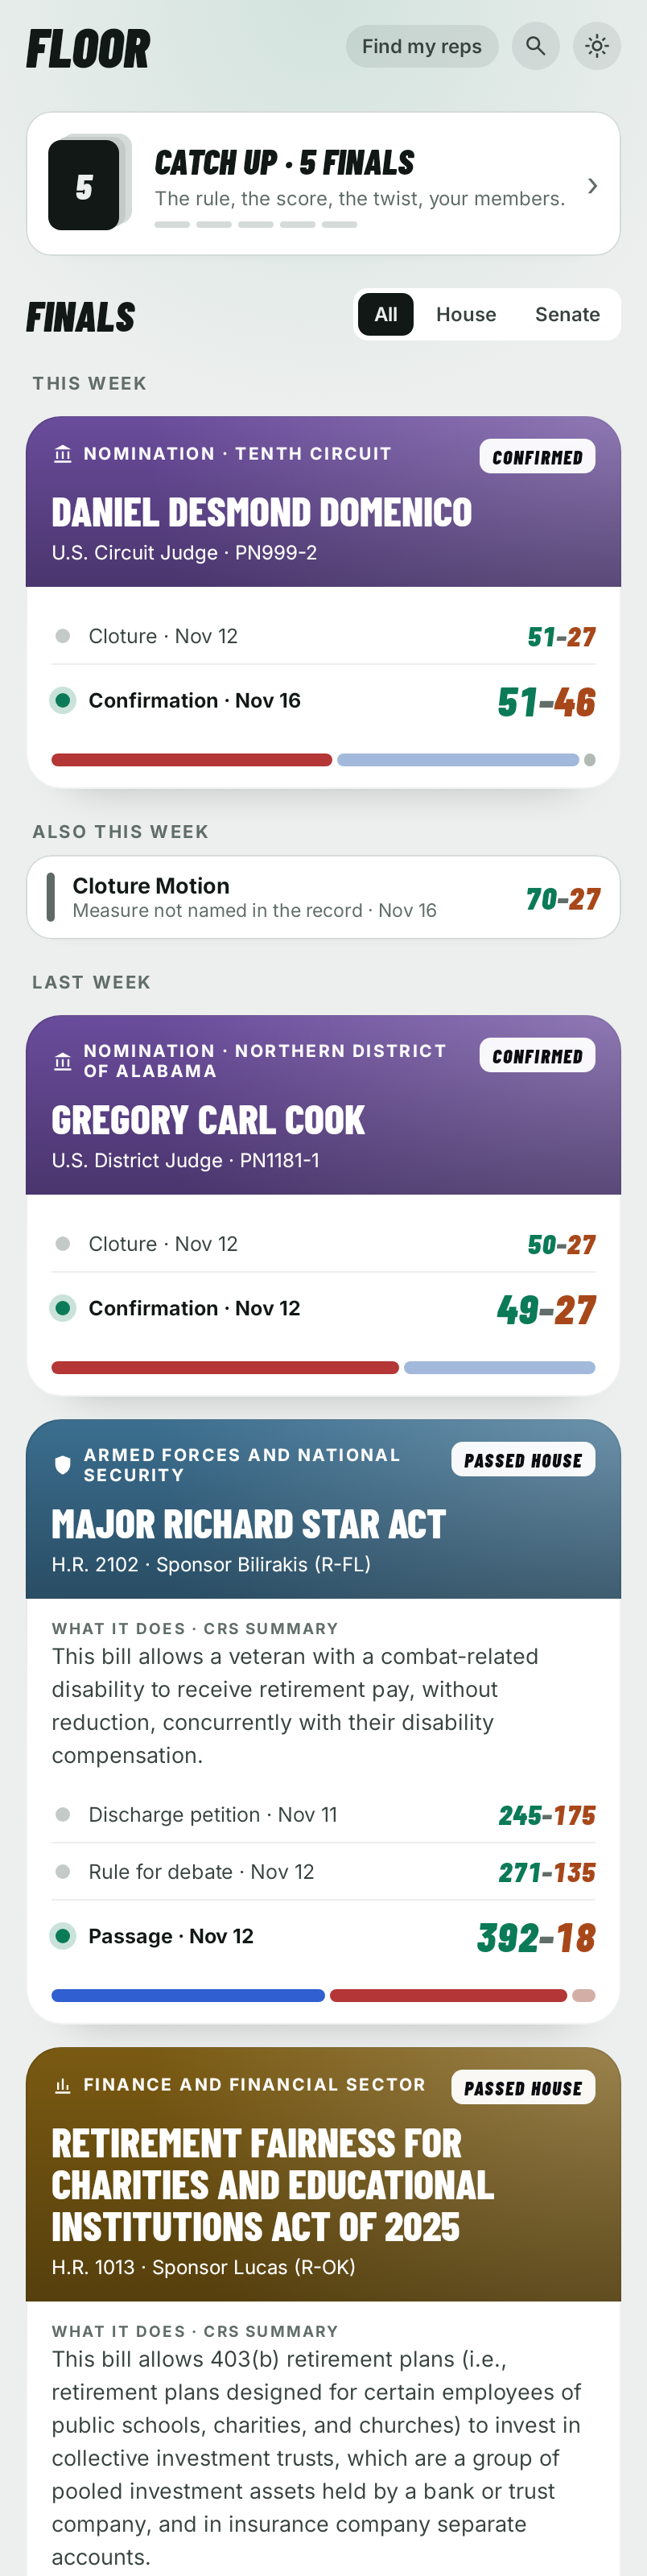 FLOOR
Find my reps
5
CATCH UP · 5 FINALS
The rule, the score, the twist, your members.
FINALS
All
House
Senate
THIS WEEK
NOMINATION · TENTH CIRCUIT
CONFIRMED
DANIEL DESMOND DOMENICO
U.S. Circuit Judge · PN999-2
Cloture · Nov 12
51-27
Confirmation · Nov 16
51-46
ALSO THIS WEEK
Cloture Motion
Measure not named in the record · Nov 16
70-27
LAST WEEK
NOMINATION · NORTHERN DISTRICT
OF ALABAMA
CONFIRMED
GREGORY CARL COOK
U.S. District Judge · PN1181-1
Cloture · Nov 12
50-27
Confirmation · Nov 12
49-27
ARMED FORCES AND NATIONAL
SECURITY
PASSED HOUSE
MAJOR RICHARD STAR ACT
H.R. 2102 · Sponsor Bilirakis (R-FL)
WHAT IT DOES · CRS SUMMARY
This bill allows a veteran with a combat-related
disability to receive retirement pay, without
reduction, concurrently with their disability
compensation.
Discharge petition · Nov 11
245-175
Rule for debate · Nov 12
271-135
Passage · Nov 12
392-18
FINANCE AND FINANCIAL SECTOR
PASSED HOUSE
RETIREMENT FAIRNESS FOR
CHARITIES AND EDUCATIONAL
INSTITUTIONS ACT OF 2025
H.R. 1013 · Sponsor Lucas (R-OK)
WHAT IT DOES · CRS SUMMARY
This bill allows 403(b) retirement plans (i.e.,
retirement plans designed for certain employees of
public schools, charities, and churches) to invest in
collective investment trusts, which are a group of
pooled investment assets held by a bank or trust
company, and in insurance company separate
accounts.